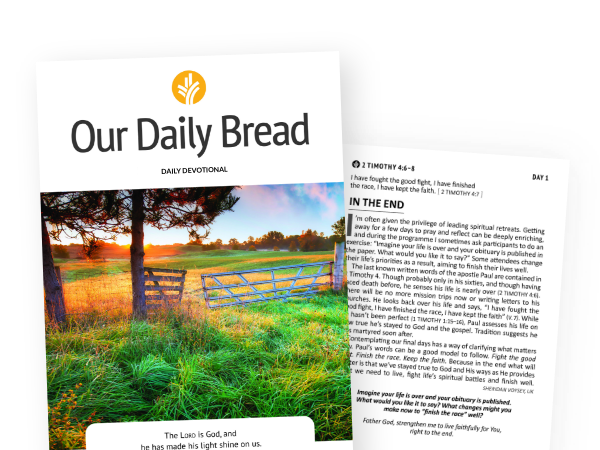 Our Daily Bread
DAILY DEVOTIONAL
The LORD is God, and
he has made his light shine on us.
2 TIMOTHY 4:6–8
DAY 1
I have fought the good fight, I have finished
the race, I have kept the faith. [ 2 TIMOTHY 4:7 ]
IN THE END
I'm often given the privilege of leading spiritual retreats. Getting
away for a few days to pray and reflect can be deeply enriching,
and during the programme I sometimes ask participants to do an
exercise: "Imagine your life is over and your obituary is published in
the paper. What would you like it to say?" Some attendees change
their life's priorities as a result, aiming to finish their lives well.
The last known written words of the apostle Paul are contained in
Timothy 4. Though probably only in his sixties, and though having
death before, he senses his life is nearly over (2 TIMOTHY 4:6).
will be no more mission trips now or writing letters to his
He looks back over his life and says, "I have fought the
fight, I have finished the race, I have kept the faith" (V. 7). While
hasn't been perfect (1 TIMOTHY 1:15–16), Paul assesses his life on
true he's stayed to God and the gospel. Tradition suggests he
martyred soon after.
our final days has a way of clarifying what matters
Paul's words can be a good model to follow. Fight the good
Finish the race. Keep the faith. Because in the end what will
is that we've stayed true to God and His ways as He provides
we need to live, fight life's spiritual battles and finish well.
SHERIDAN VOYSEY, UK
Imagine your life is over and your obituary is published.
What would you like it to say? What changes might you
make now to "finish the race" well?
Father God, strengthen me to live faithfully for You,
right to the end.